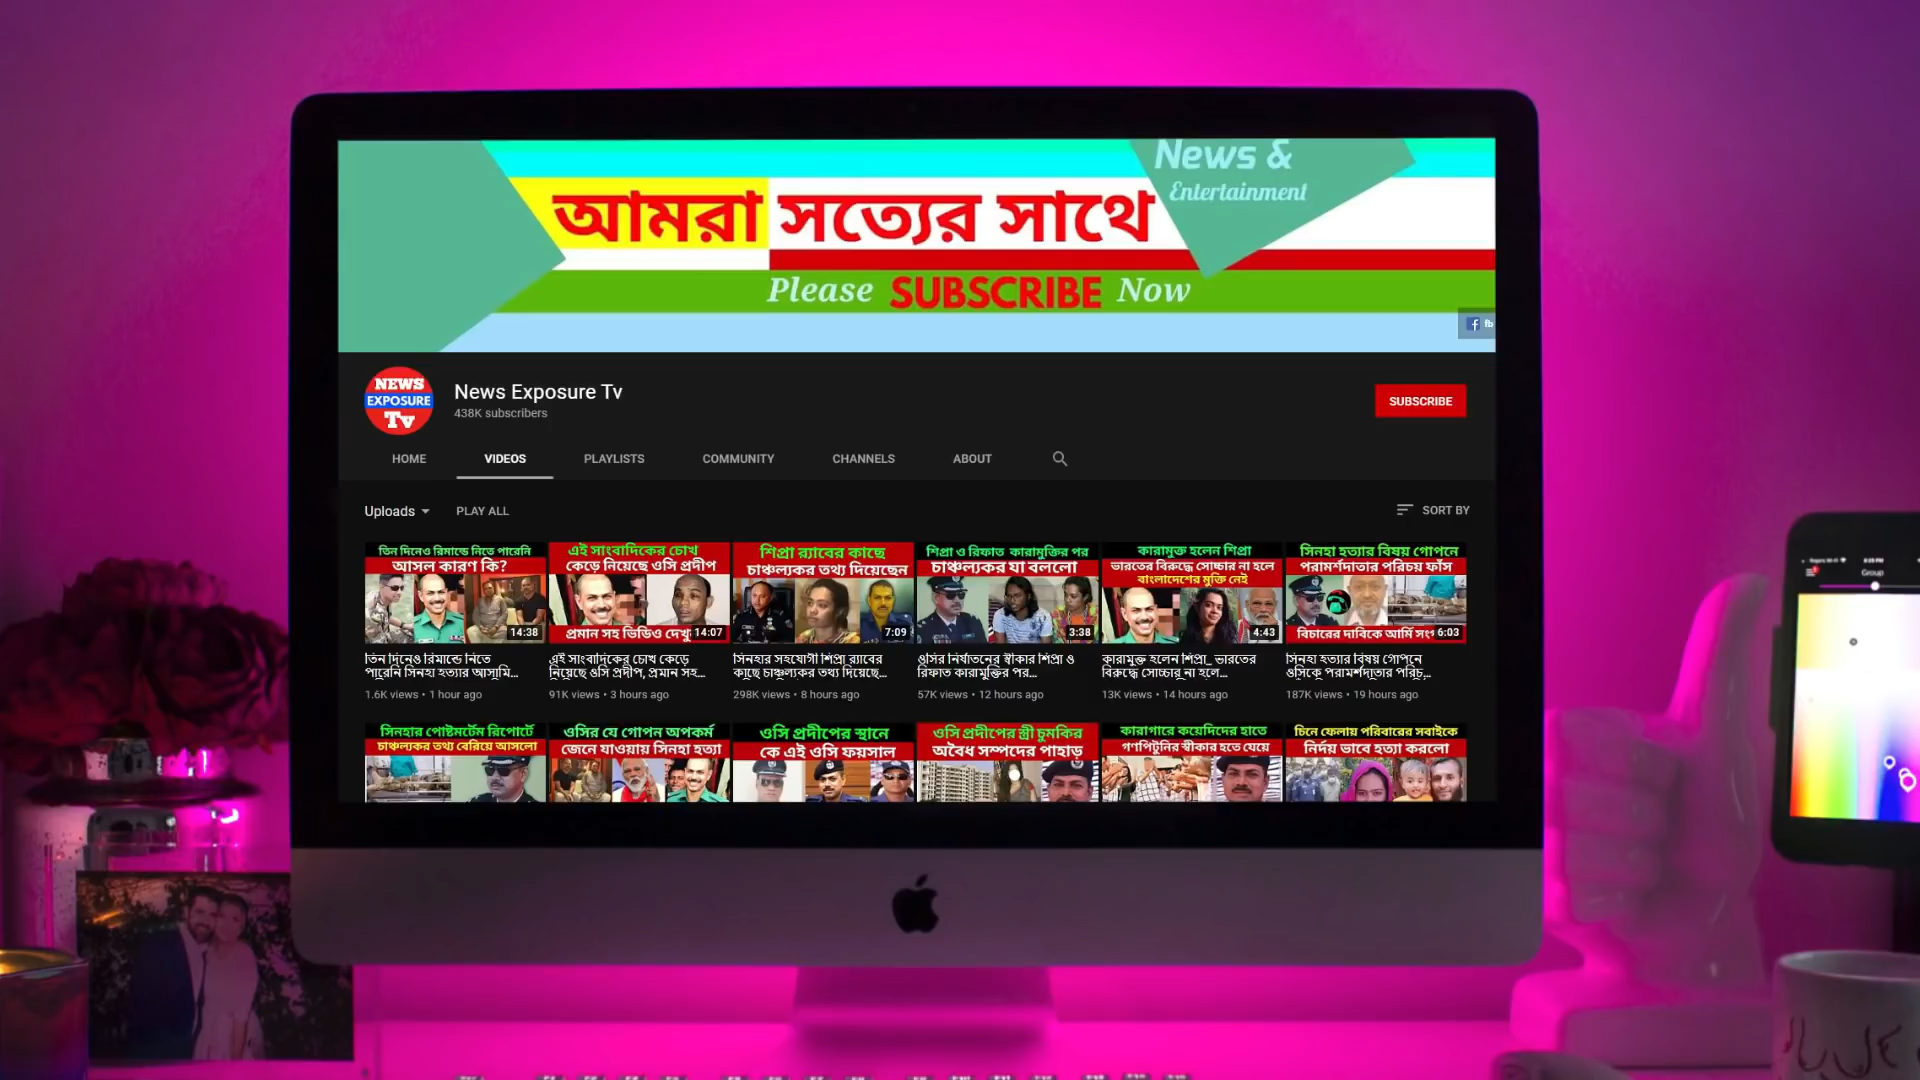 News &
Entertainment
আমরা সত্যের সাথে
Please SUBSCRIBE Now
fb
NEWS
EXPOSURE
Tv
News Exposure Tv
438K subscribers
SUBSCRIBE
HOME VIDEOS PLAYLISTS COMMUNITY CHANNELS ABOUT
Uploads PLAY ALL
SORT BY
তিন দিনেও রিমান্ডে নিতে পারেনি
আসল কারণ কি?
14:38
এই সাংবাদিকের চোখ
কেড়ে নিয়েছে ওসি প্রদীপ
প্রমান সহ ভিডিও দেখু
14:07
শিপ্রা র‍্যাবের কাছে
চাঞ্চল্যকর তথ্য দিয়েছেন
7:09
শিপ্রা ও রিফাত কারামুক্তির পর
চাঞ্চল্যকর যা বললো
3:38
কারামুক্ত হলেন শিপ্রা
ভারতের বিরুদ্ধে সোচ্চার না হলে
বাংলাদেশের মুক্তি নেই
4:43
সিনহা হত্যার বিষয় গোপনে
পরামর্শদাতার পরিচয় ফাঁস
বিচারের দাবিকে আর্মি সং
6:03
তিন দিনেও রিমান্ডে নিতে
পারেনি সিনহা হত্যার আসামি...
1.6K views • 1 hour ago
এই সাংবাদিকের চোখ কেড়ে
নিয়েছে ওসি প্রদীপ, প্রমান সহ...
91K views • 3 hours ago
সিনহার সহযোগী শিপ্রা র‍্যাবের
কাছে চাঞ্চল্যকর তথ্য দিয়েছে...
298K views • 8 hours ago
ওসির নির্যাতনের স্বীকার শিপ্রা ও
রিফাত কারামুক্তির পর...
57K views • 12 hours ago
কারামুক্ত হলেন শিপ্রা_ ভারতের
বিরুদ্ধে সোচ্চার না হলে...
13K views • 14 hours ago
সিনহা হত্যার বিষয় গোপনে
ওসিকে পরামর্শদাতার পরিচ...
187K views • 19 hours ago
সিনহার পোষ্টমর্টেম রিপোর্টে
চাঞ্চল্যকর তথ্য বেরিয়ে আসলো
ওসির যে গোপন অপকর্ম
জেনে যাওয়ায় সিনহা হত্যা
ওসি প্রদীপের স্থানে
কে এই ওসি ফয়সাল
ওসি প্রদীপের স্ত্রী চুমকির
অবৈধ সম্পদের পাহাড়
কারাগারে কয়েদিদের হাতে
গণপিটুনির স্বীকার হতে যেয়ে
চিনে ফেলায় পরিবারের সবাইকে
নির্দয় ভাবে হত্যা করলো
Group